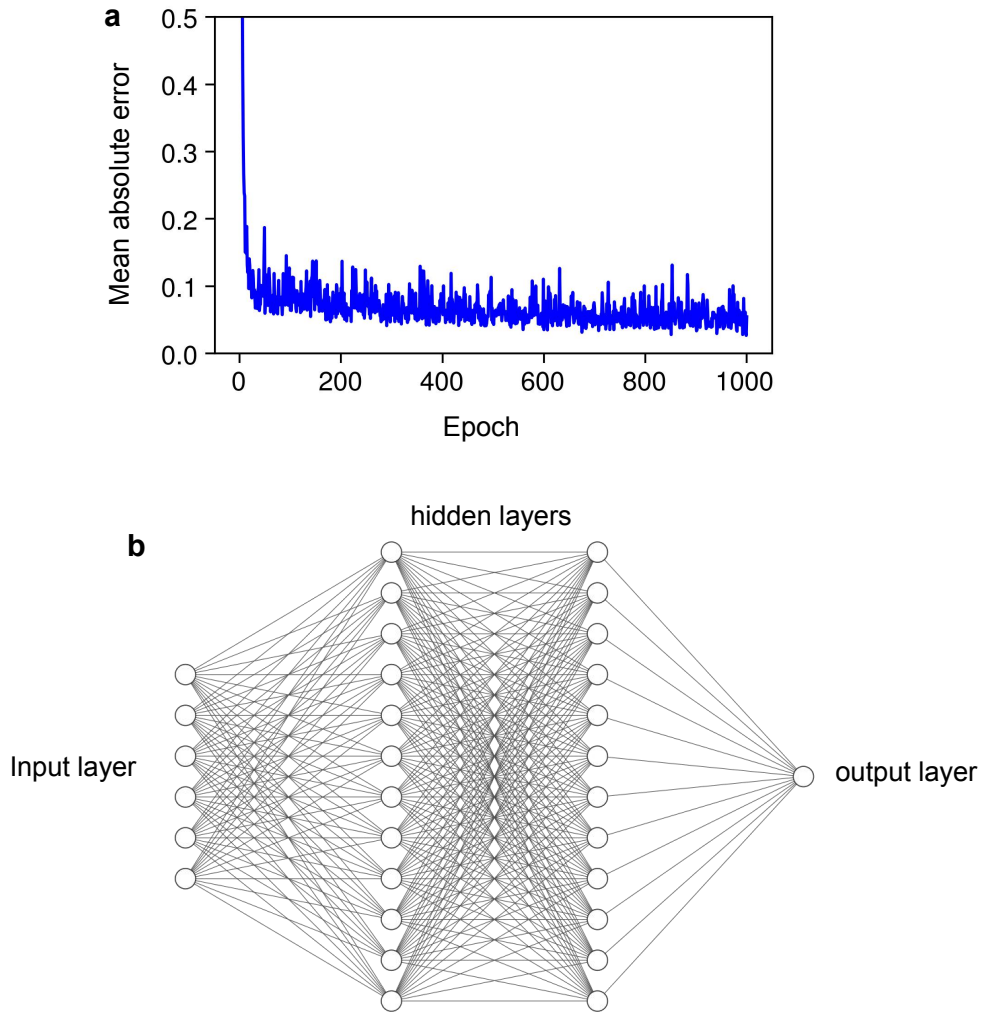 a
0.5
0.4
0.3
0.2
0.1
0.0
Mean absolute error
0 200 400 600 800 1000
Epoch
hidden layers
b
Input layer
output layer